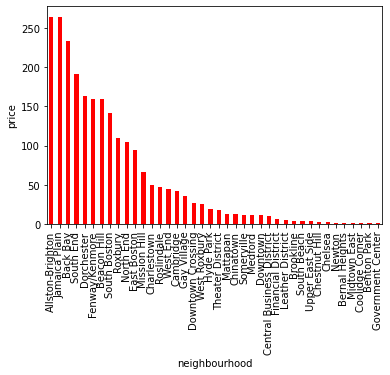 250
200
150
100
50
0
price
Allston-Brighton
Jamaica Plain
Back Bay
South End
Dorchester
Fenway/Kenmore
Beacon Hill
South Boston
Roxbury
North End
East Boston
Mission Hill
Charlestown
Roslindale
West End
Cambridge
Gay Village
Downtown Crossing
West Roxbury
Hyde Park
Theater District
Mattapan
Chinatown
Somerville
Medford
Downtown
Central Business District
Financial District
Leather District
Brookline
South Beach
Upper East Side
Chestnut Hill
Chelsea
Newton
Bernal Heights
Midtown East
Coolidge Corner
Benton Park
Government Center
neighbourhood